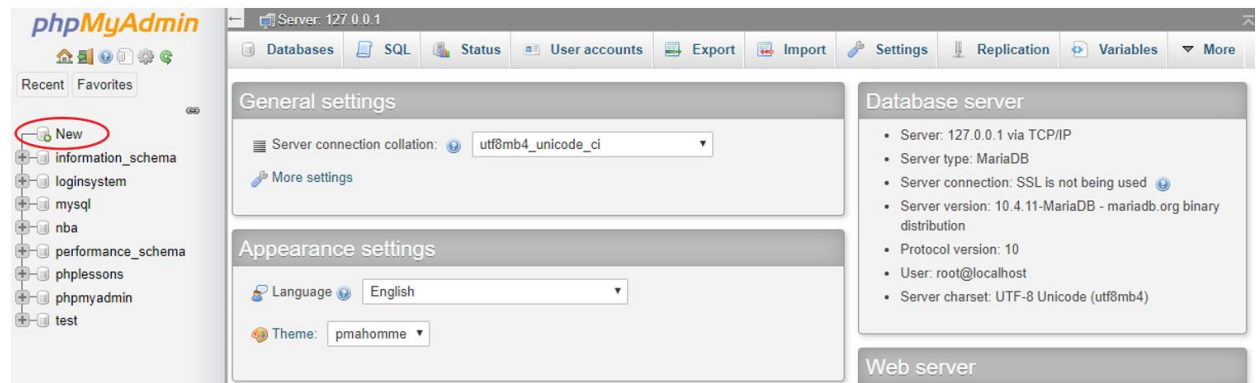 phpMyAdmin
Recent Favorites
New
information_schema
loginsystem
mysql
nba
performance_schema
phplessons
phpmyadmin
test
Server: 127.0.0.1
Databases SQL Status User accounts Export Import Settings Replication Variables More
General settings
Server connection collation: utf8mb4_unicode_ci
More settings
Appearance settings
Language English
Theme: pmahomme
Database server
Server: 127.0.0.1 via TCP/IP
Server type: MariaDB
Server connection: SSL is not being used
Server version: 10.4.11-MariaDB - mariadb.org binary
distribution
Protocol version: 10
User: root@localhost
Server charset: UTF-8 Unicode (utf8mb4)
Web server